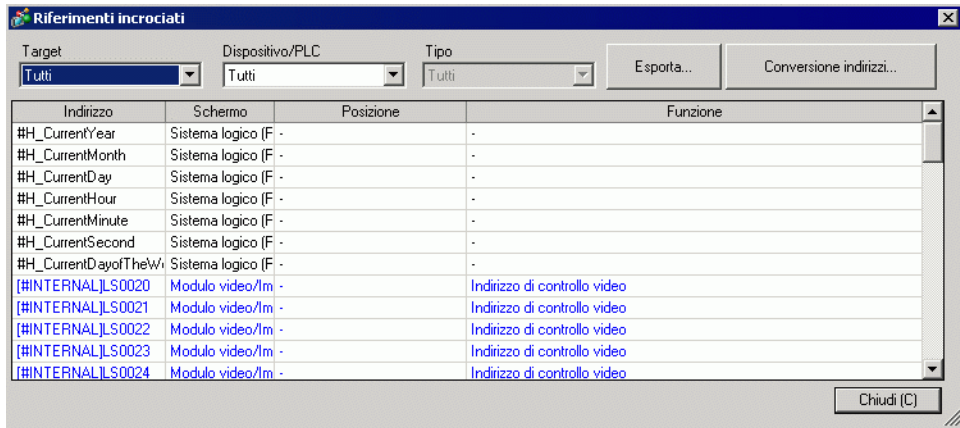 Riferimenti incrociati
Target Dispositivo/PLC Tipo
Tutti Tutti Tutti Esporta... Conversione indirizzi...
Indirizzo Schermo Posizione Funzione
#H_CurrentYear Sistema logico (F - -
#H_CurrentMonth Sistema logico (F - -
#H_CurrentDay Sistema logico (F - -
#H_CurrentHour Sistema logico (F - -
#H_CurrentMinute Sistema logico (F - -
#H_CurrentSecond Sistema logico (F - -
#H_CurrentDayofTheW Sistema logico (F - -
[#INTERNAL]LS0020 Modulo video/Im - Indirizzo di controllo video
[#INTERNAL]LS0021 Modulo video/Im - Indirizzo di controllo video
[#INTERNAL]LS0022 Modulo video/Im - Indirizzo di controllo video
[#INTERNAL]LS0023 Modulo video/Im - Indirizzo di controllo video
[#INTERNAL]LS0024 Modulo video/Im - Indirizzo di controllo video
Chiudi (C)